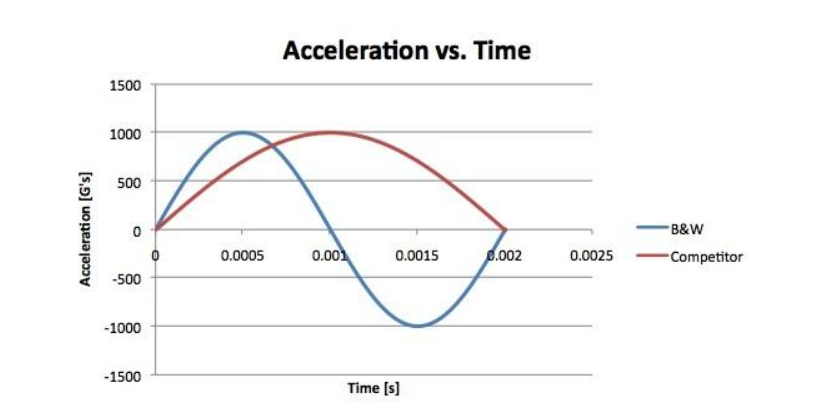 Acceleration vs. Time
1500
1000
500
0
-500
-1000
-1500
Acceleration [G's]
0 0.0005 0.001 0.0015 0.002 0.0025
Time [s]
B&W
Competitor